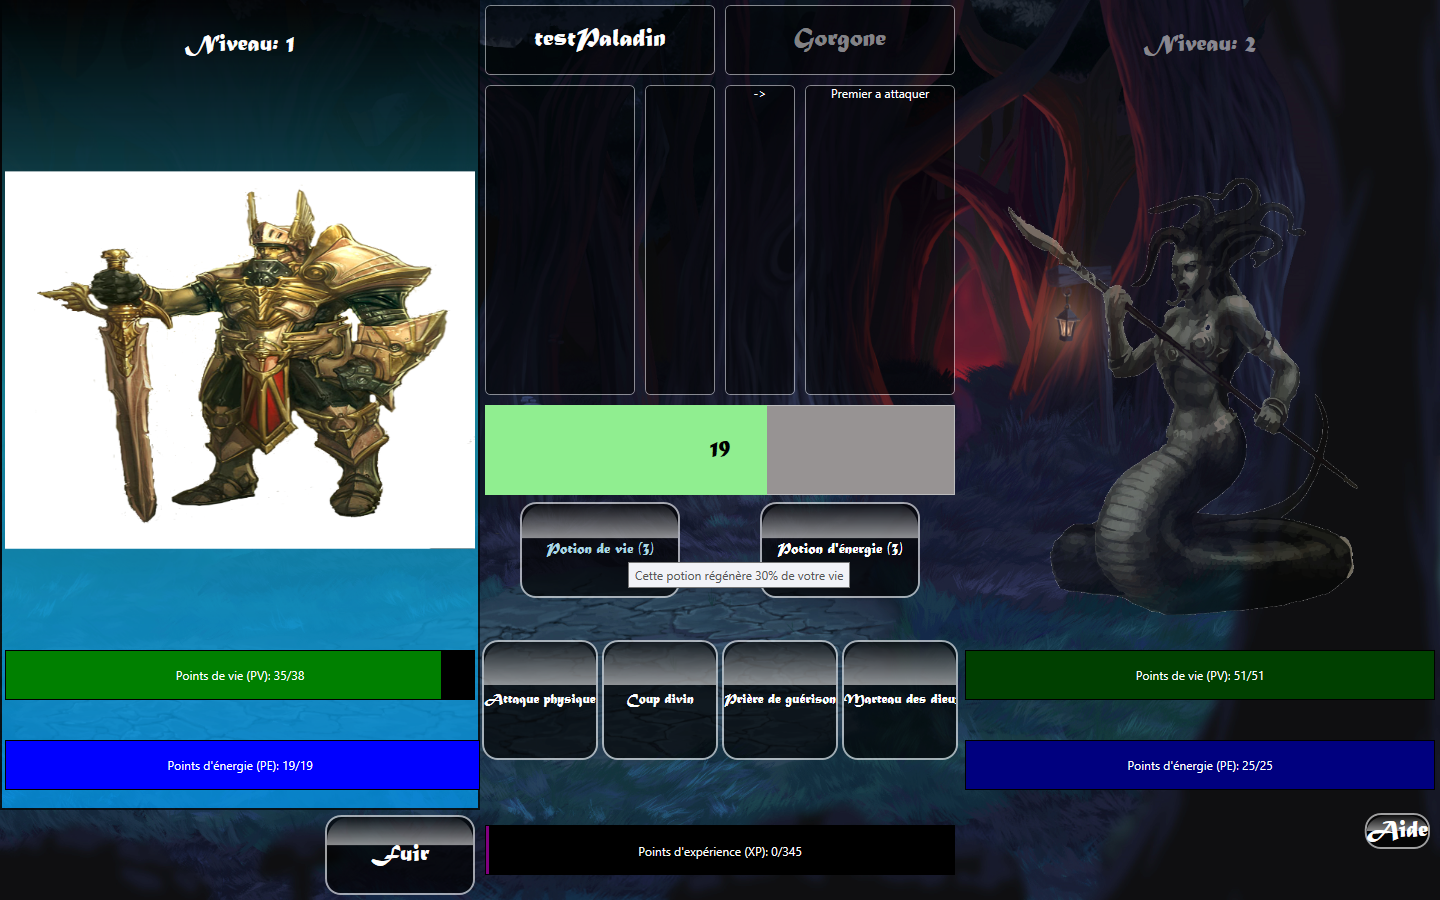 Niveau: 1
testPaladin
Gorgone
Niveau: 2
->
Premier a attaquer
19
Potion de vie (3)
Potion d'énergie (3)
Cette potion régénère 30% de votre vie
Attaque physique
Coup divin
Prière de guérison
Marteau des dieu
Points de vie (PV): 35/38
Points de vie (PV): 51/51
Points d'énergie (PE): 19/19
Points d'énergie (PE): 25/25
Fuir
Points d'expérience (XP): 0/345
Aide